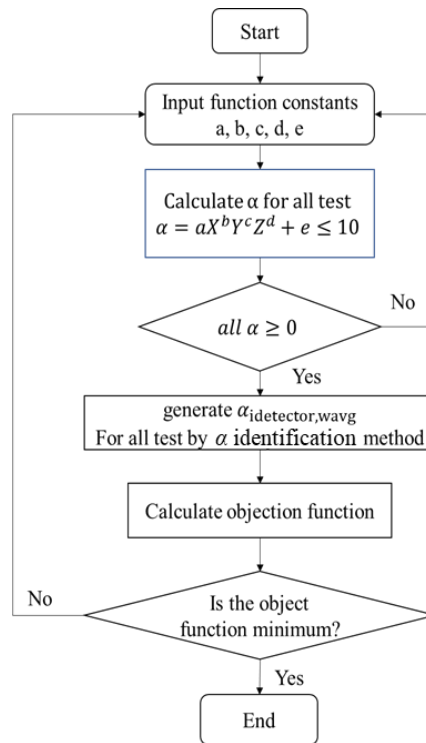 Start
Input function constants
a, b, c, d, e
Calculate α for all test
α = aXᵇYᶜZᵈ + e ≤ 10
all α ≥ 0
No
Yes
generate α_idetector,wavg
For all test by α identification method
Calculate objection function
Is the object
function minimum?
No
Yes
End